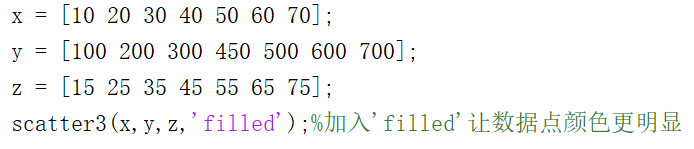 x = [10 20 30 40 50 60 70];
y = [100 200 300 450 500 600 700];
z = [15 25 35 45 55 65 75];
scatter3(x,y,z,'filled');%加入'filled'让数据点颜色更明显